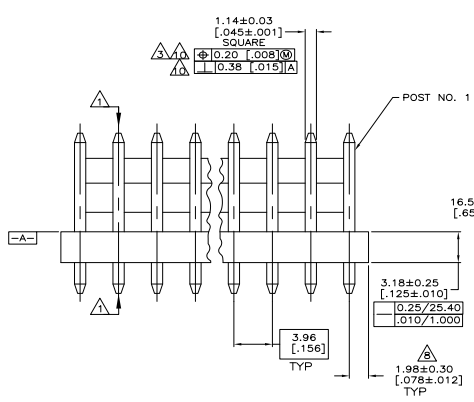 1.14±0.03
[.045±.001]
SQUARE
3 10 ⌖ 0.20 [.008] Ⓜ
10 ⊥ 0.38 [.015] A
1
POST NO. 1
16.5
[.65
-A-
3.18±0.25
[.125±.010]
— 0.25/25.40
.010/1.000
1
3.96
[.156]
TYP
8
1.98±0.30
[.078±.012]
TYP